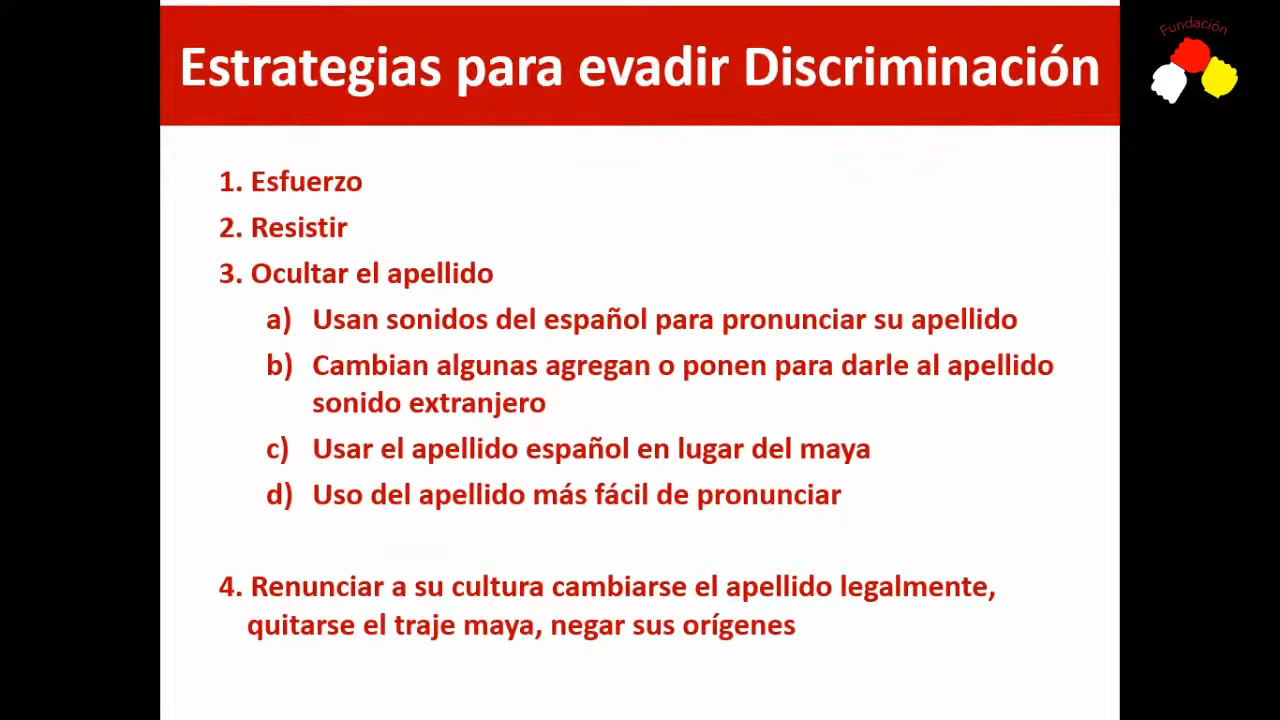 Estrategias para evadir Discriminación
Fundación
1. Esfuerzo
2. Resistir
3. Ocultar el apellido
a) Usan sonidos del español para pronunciar su apellido
b) Cambian algunas agregan o ponen para darle al apellido
sonido extranjero
c) Usar el apellido español en lugar del maya
d) Uso del apellido más fácil de pronunciar
4. Renunciar a su cultura cambiarse el apellido legalmente,
quitarse el traje maya, negar sus orígenes